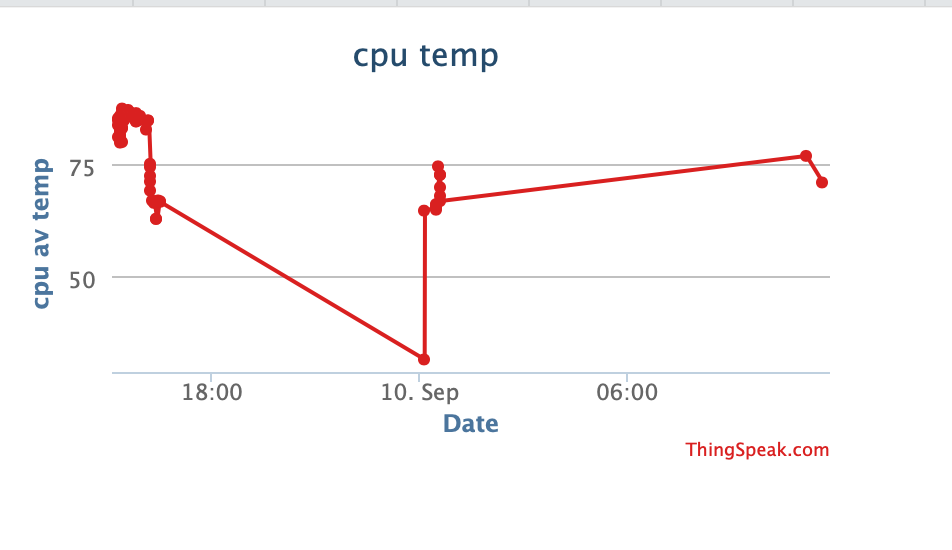 cpu temp
cpu av temp
75
50
18:00
10. Sep
06:00
Date
ThingSpeak.com